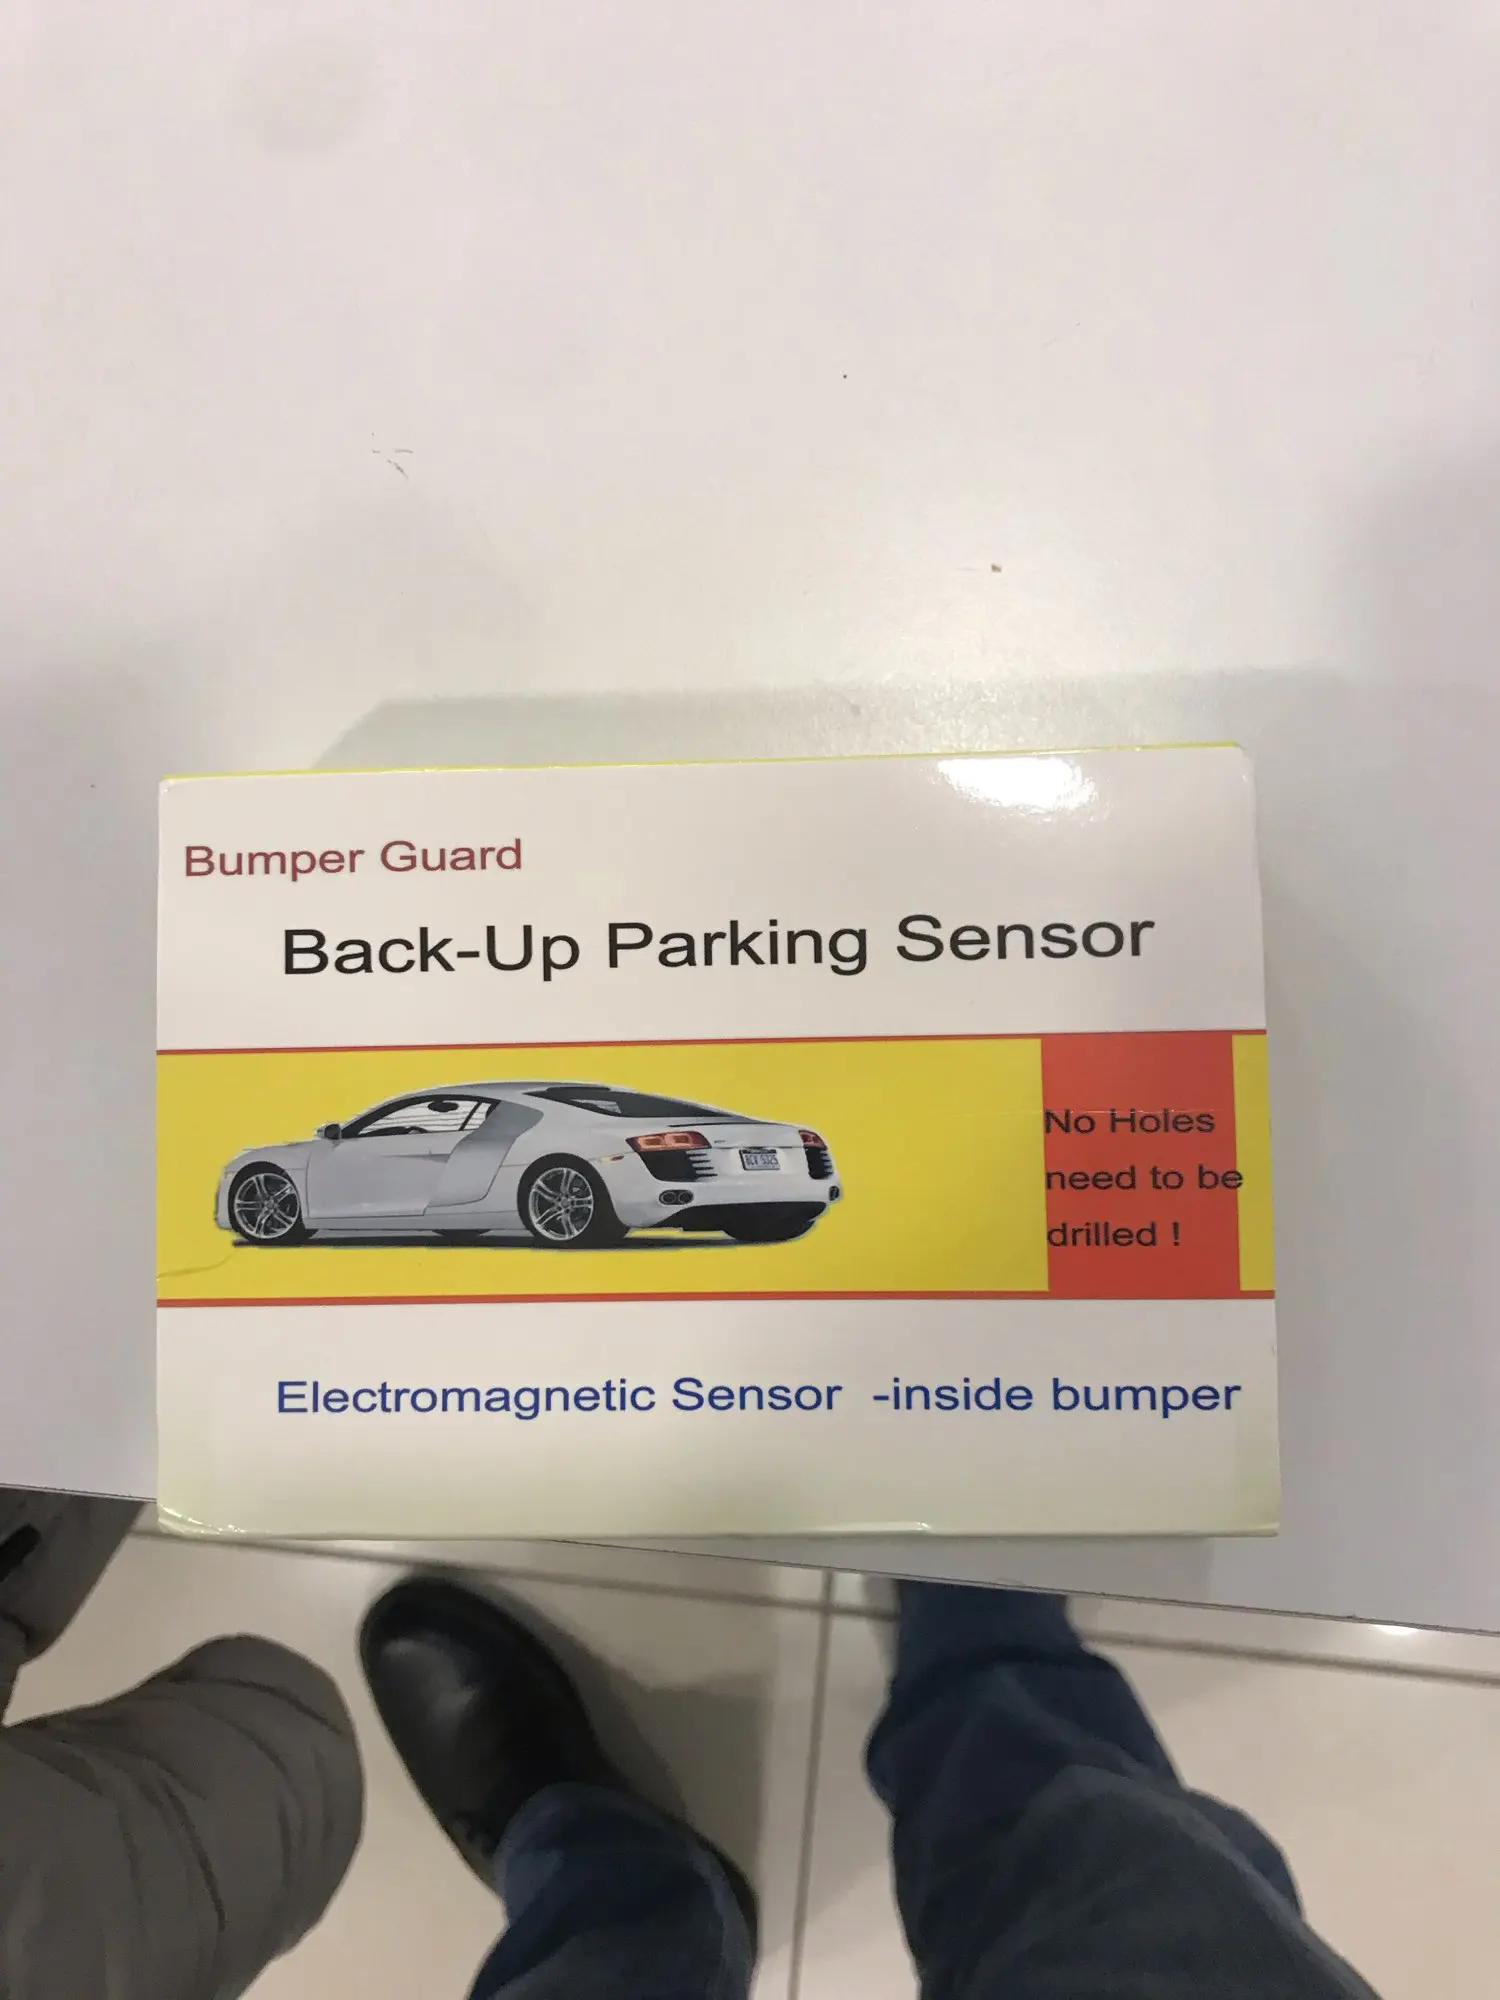 Bumper Guard
Back-Up Parking Sensor
No Holes
need to be
drilled !
Electromagnetic Sensor -inside bumper